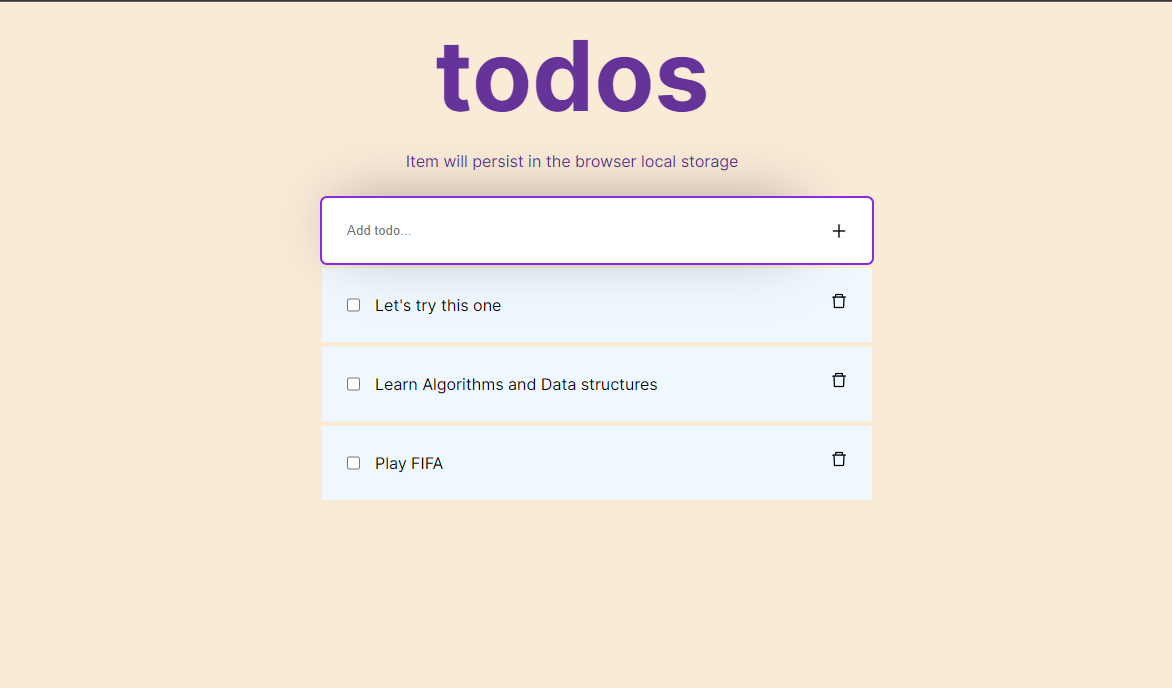 todos
Item will persist in the browser local storage
Add todo...
Let's try this one
Learn Algorithms and Data structures
Play FIFA